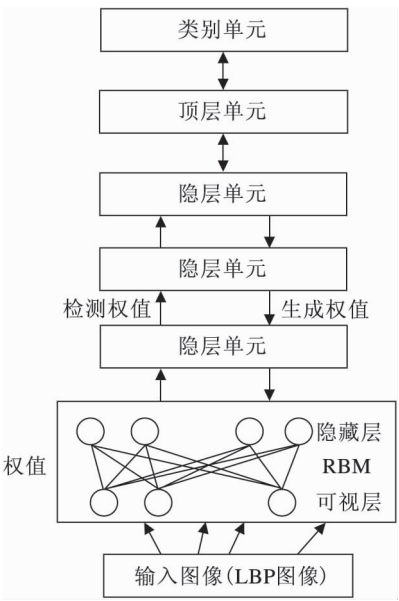 类别单元
顶层单元
隐层单元
隐层单元
检测权值
生成权值
隐层单元
隐藏层
权值
RBM
可视层
输入图像(LBP图像)